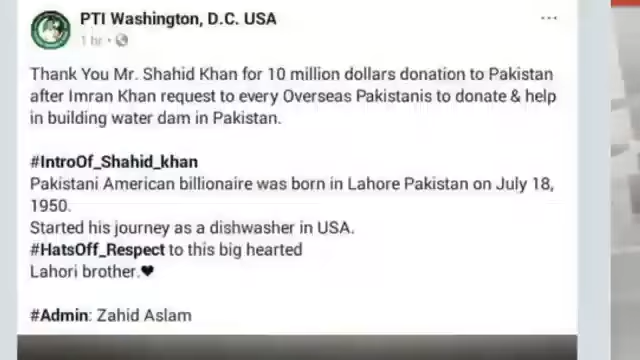 PTI Washington, D.C. USA
1 hr
Thank You Mr. Shahid Khan for 10 million dollars donation to Pakistan
after Imran Khan request to every Overseas Pakistanis to donate & help
in building water dam in Pakistan.
#IntroOf_Shahid_khan
Pakistani American billionaire was born in Lahore Pakistan on July 18,
1950.
Started his journey as a dishwasher in USA.
#HatsOff_Respect to this big hearted
Lahori brother.♥
#Admin: Zahid Aslam